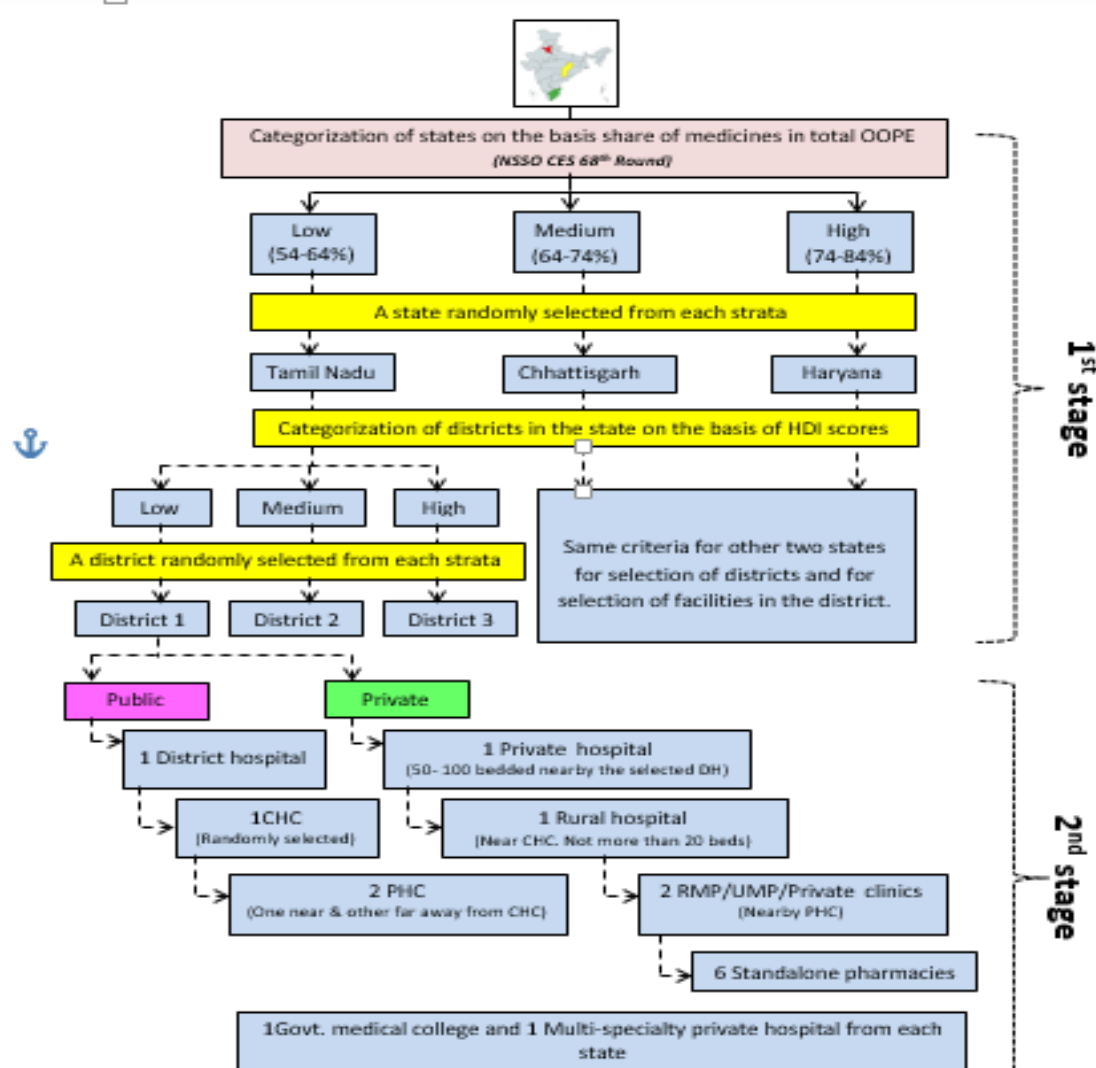 Categorization of states on the basis share of medicines in total OOPE
(NSSO CES 68th Round)
Low
(54-64%)
Medium
(64-74%)
High
(74-84%)
A state randomly selected from each strata
Tamil Nadu
Chhattisgarh
Haryana
Categorization of districts in the state on the basis of HDI scores
Low
Medium
High
A district randomly selected from each strata
District 1
District 2
District 3
Same criteria for other two states
for selection of districts and for
selection of facilities in the district.
1st stage
Public
Private
1 District hospital
1 Private hospital
(50- 100 bedded nearby the selected DH)
1CHC
(Randomly selected)
1 Rural hospital
(Near CHC. Not more than 20 beds)
2 PHC
(One near & other far away from CHC)
2 RMP/UMP/Private clinics
(Nearby PHC)
6 Standalone pharmacies
1Govt. medical college and 1 Multi-specialty private hospital from each
state
2nd stage